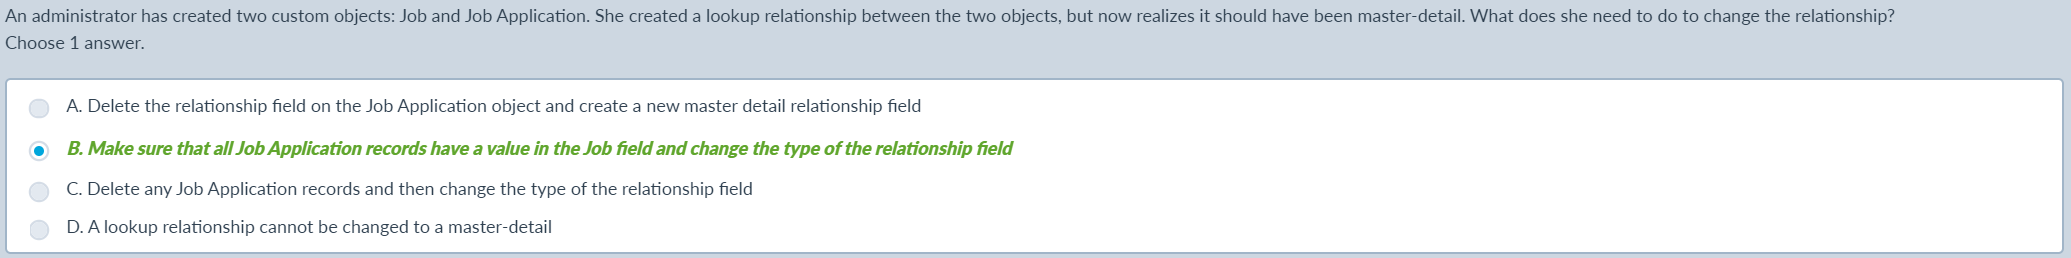 An administrator has created two custom objects: Job and Job Application. She created a lookup relationship between the two objects, but now realizes it should have been master-detail. What does she need to do to change the relationship?
Choose 1 answer.
A. Delete the relationship field on the Job Application object and create a new master detail relationship field
B. Make sure that all Job Application records have a value in the Job field and change the type of the relationship field
C. Delete any Job Application records and then change the type of the relationship field
D. A lookup relationship cannot be changed to a master-detail